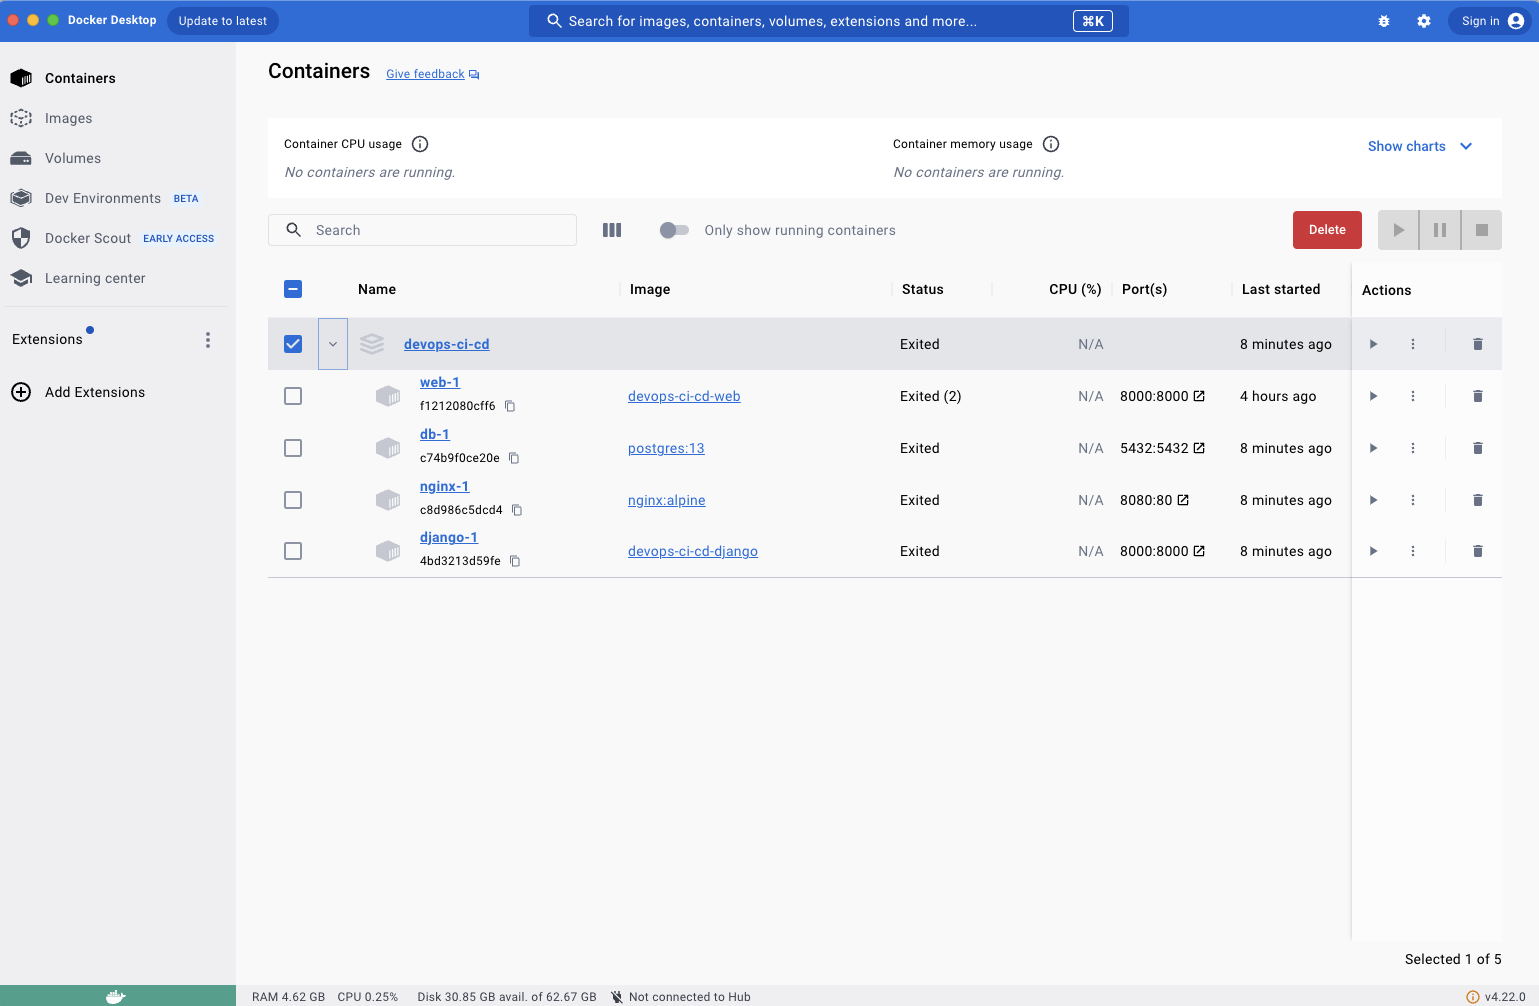 Docker Desktop Update to latest Search for images, containers, volumes, extensions and more... ⌘K Sign in
Containers
Images
Volumes
Dev Environments BETA
Docker Scout EARLY ACCESS
Learning center
Extensions
Add Extensions
Containers Give feedback
Container CPU usage
No containers are running.
Container memory usage
No containers are running.
Show charts
Search
Only show running containers
Delete
Name Image Status CPU (%) Port(s) Last started Actions
devops-ci-cd Exited N/A 8 minutes ago
web-1
f1212080cff6 devops-ci-cd-web Exited (2) N/A 8000:8000 4 hours ago
db-1
c74b9f0ce20e postgres:13 Exited N/A 5432:5432 8 minutes ago
nginx-1
c8d986c5dcd4 nginx:alpine Exited N/A 8080:80 8 minutes ago
django-1
4bd3213d59fe devops-ci-cd-django Exited N/A 8000:8000 8 minutes ago
Selected 1 of 5
RAM 4.62 GB CPU 0.25% Disk 30.85 GB avail. of 62.67 GB Not connected to Hub v4.22.0